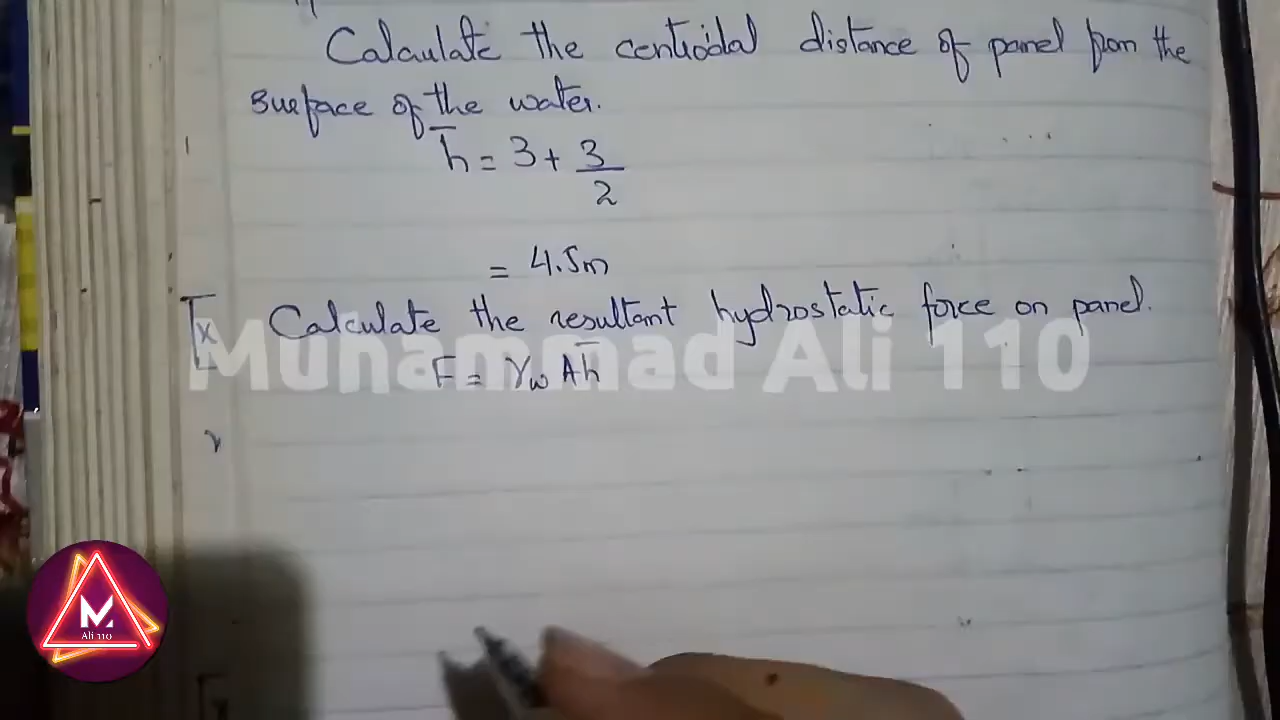 Calculate the centroidal distance of panel from the
surface of the water.
h̄ = 3 + 3/2
= 4.5m
Calculate the resultant hydrostatic force on panel.
F = γw Ah̄
Muhammad Ali 110
M
Ali 110